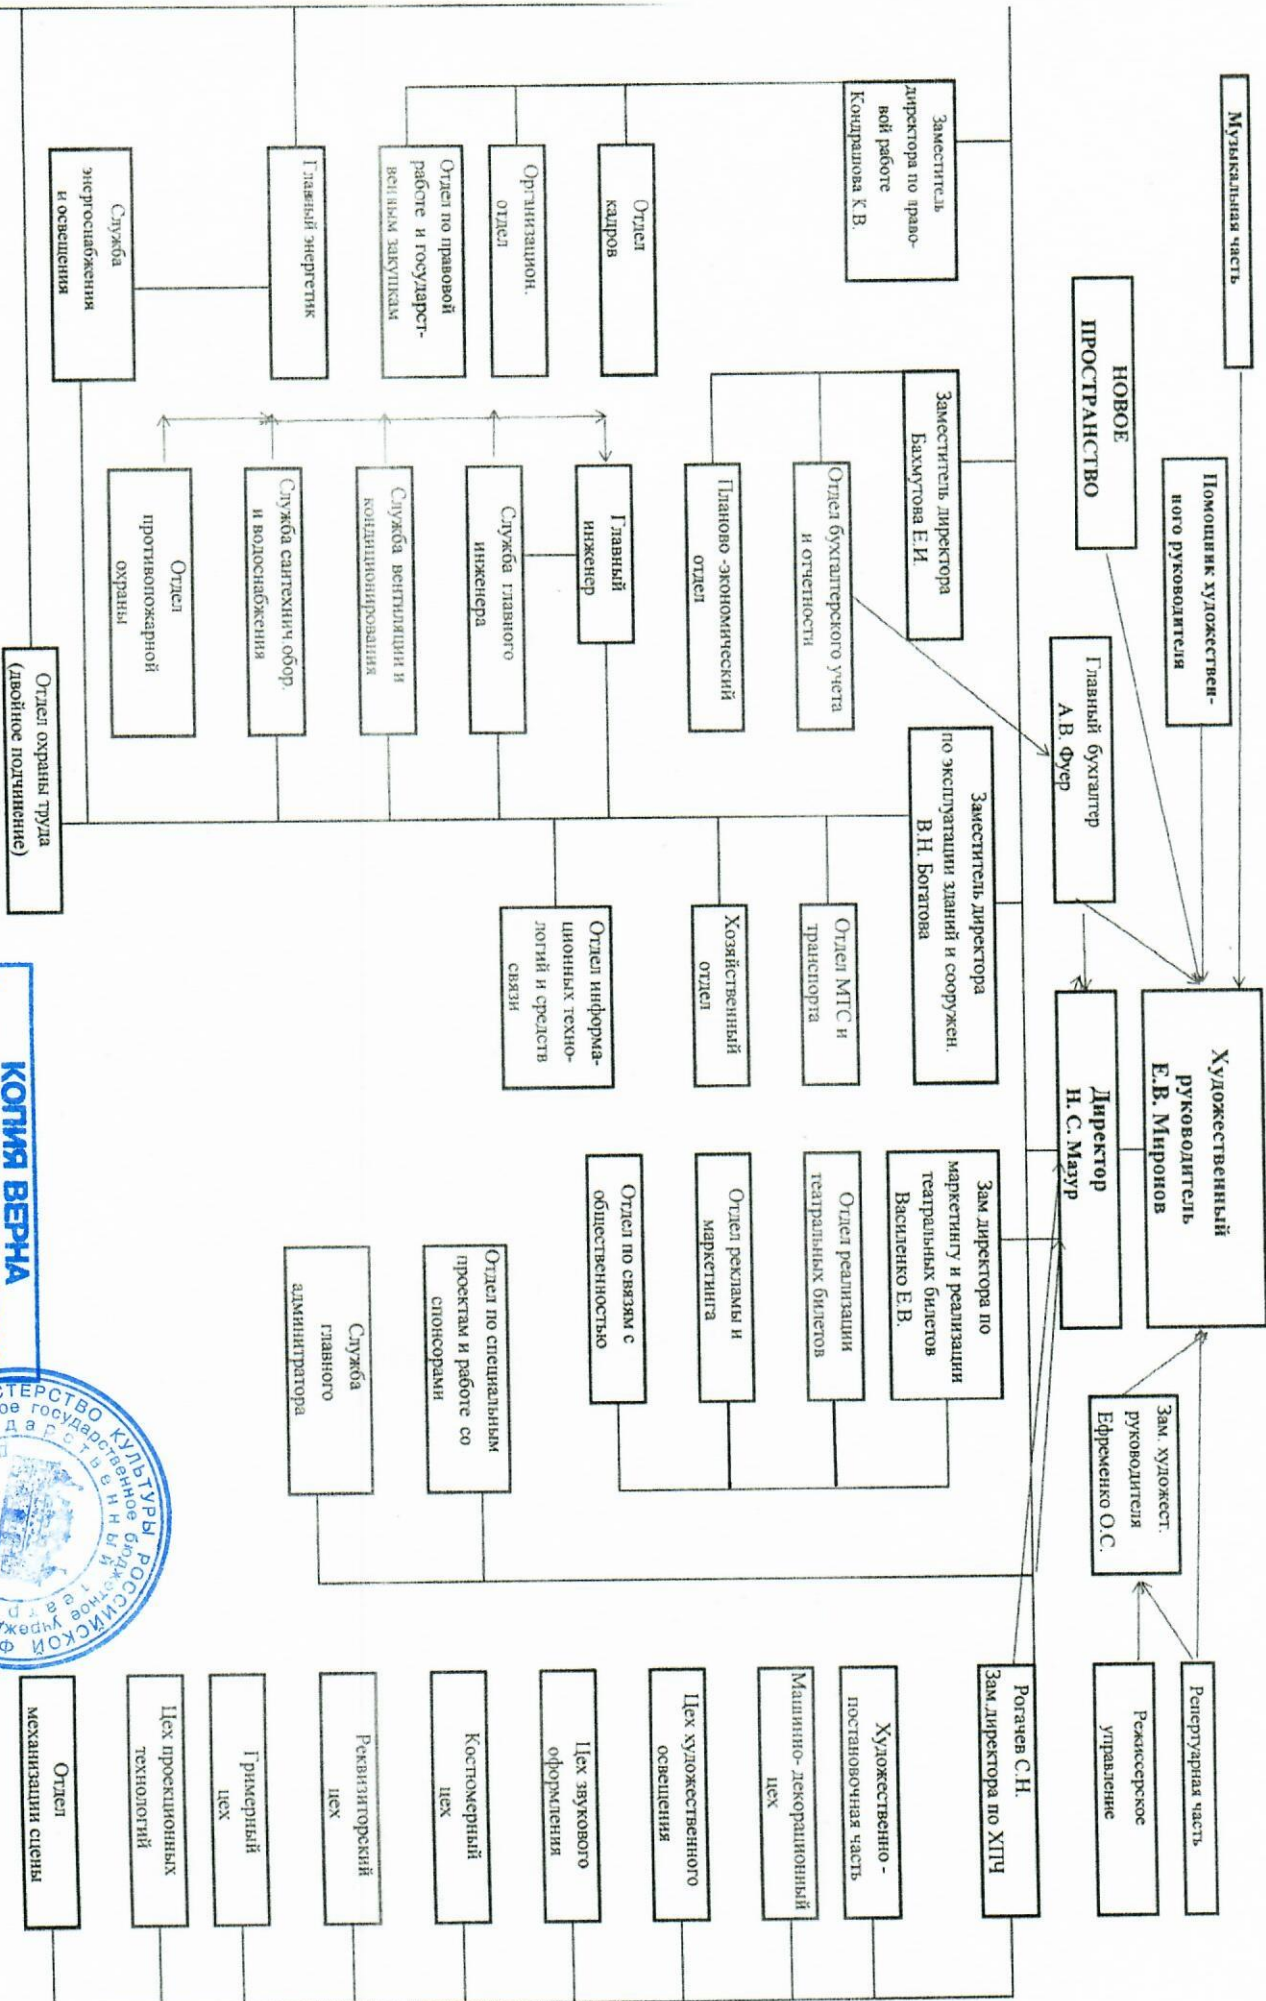 Музыкальная часть
Помощник художествен-
ного руководителя
НОВОЕ
ПРОСТРАНСТВО
Главный бухгалтер
А.В. Фуер
Художественный
руководитель
Е.В. Миронов
Директор
Н. С. Мазур
Зам. художест.
руководителя
Ефременко О.С.
Репертуарная часть
Режиссерское
управление
Заместитель
директора по право-
вой работе
Кондрашова К.В.
Отдел
кадров
Организацион.
отдел
Отдел по правовой
работе и государст-
венным закупкам
Главный энергетик
Служба
энергоснабжения
и освещения
Заместитель директора
Бахмутова Е.И.
Отдел бухгалтерского учета
и отчетности
Планово -экономический
отдел
Главный
инженер
Служба главного
инженера
Служба вентиляции и
кондиционирования
Служба сантехнич.обор.
и водоснабжения
Отдел
противопожарной
охраны
Отдел охраны труда
(двойное подчинение)
Заместитель директора
по эксплуатации зданий и сооружен.
В.Н. Богатова
Отдел МТС и
транспорта
Хозяйственный
отдел
Отдел информа-
ционных техно-
логий и средств
связи
Зам директора по
маркетингу и реализации
театральных билетов
Василенко Е.В.
Отдел реализации
театральных билетов
Отдел рекламы и
маркетинга
Отдел по связям с
общественностью
Отдел по специальным
проектам и работе со
спонсорами
Служба
главного
админитратора
Рогачев С.Н.
Зам.директора по ХПЧ
Художественно -
постановочная часть
Машинно- декорационный
цех
Цех художественного
освещения
Цех звукового
оформления
Костюмерный
цех
Реквизиторский
цех
Гримерный
цех
Цех проекционных
технологий
Отдел
механизации сцены
КОПИЯ ВЕРНА
КУЛЬТУРЫ РОССИЙСКОЙ
государственное бюджетное
театр